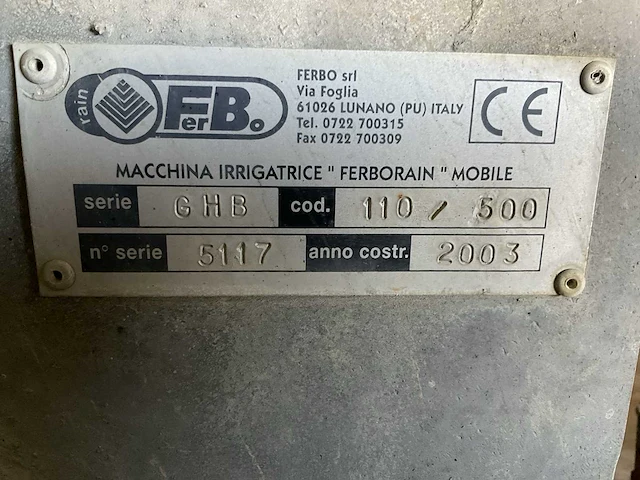 rain FerBo
FERBO srl
Via Foglia
61026 LUNANO (PU) ITALY
Tel. 0722 700315
Fax 0722 700309
CE
MACCHINA IRRIGATRICE " FERBORAIN " MOBILE
serie GHB cod. 110 / 500
n° serie 5117 anno costr. 2003